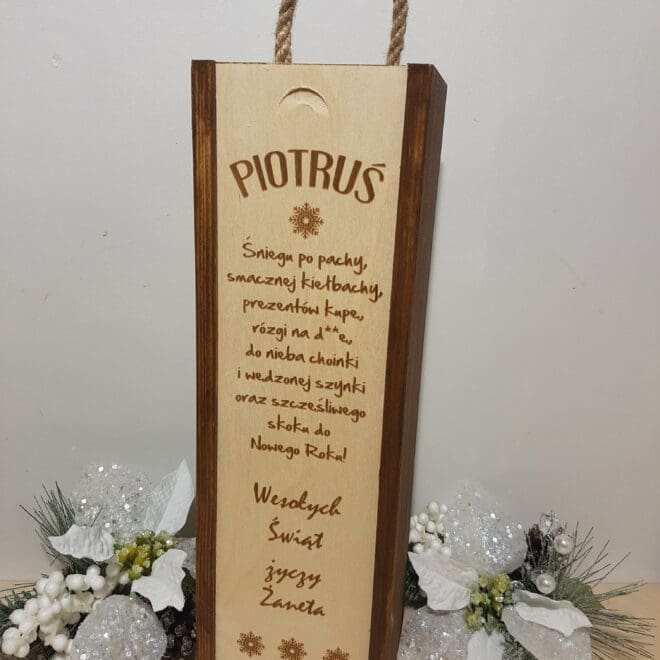 PIOTRUŚ
Śniegu po pachy,
smacznej kiełbachy,
prezentów kupę,
rózgi na d**ę,
do nieba choinki
i wędzonej szynki
oraz szczęśliwego
skoku do
Nowego Roku!
Wesołych
Świąt
życzy
Żaneta